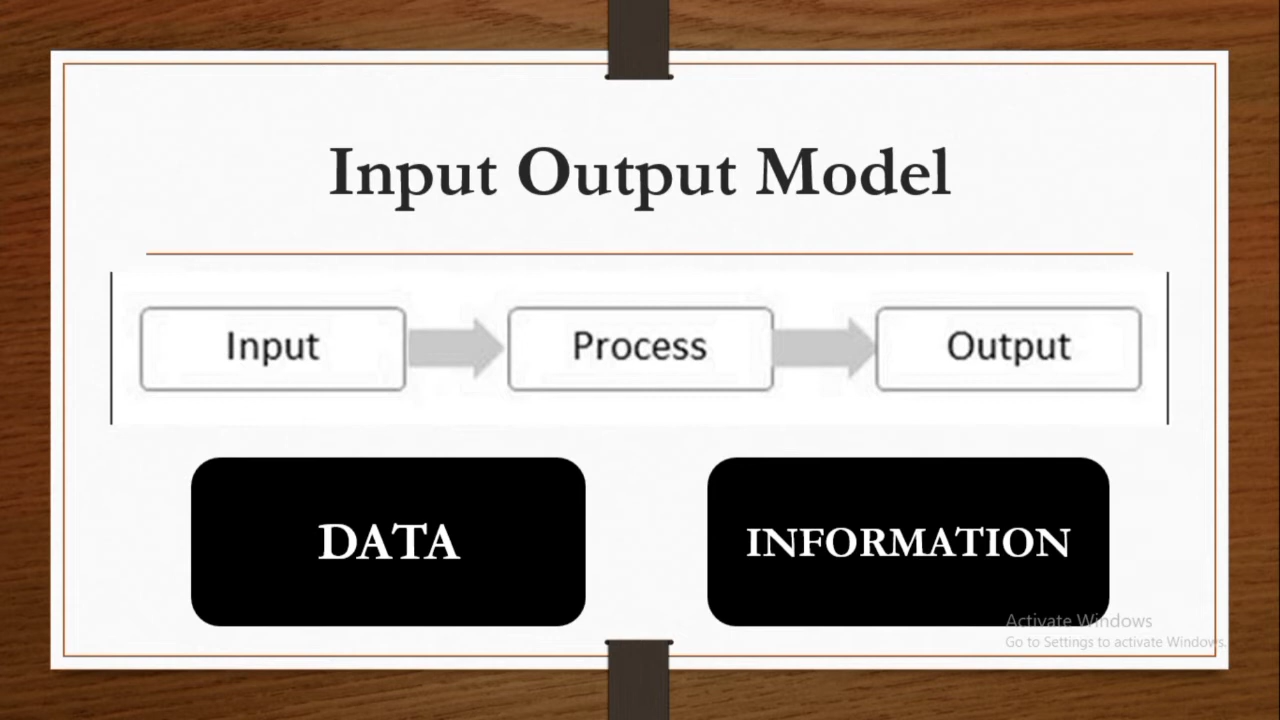 Input Output Model
Input Process Output
DATA INFORMATION
Activate Windows
Go to Settings to activate Windows.